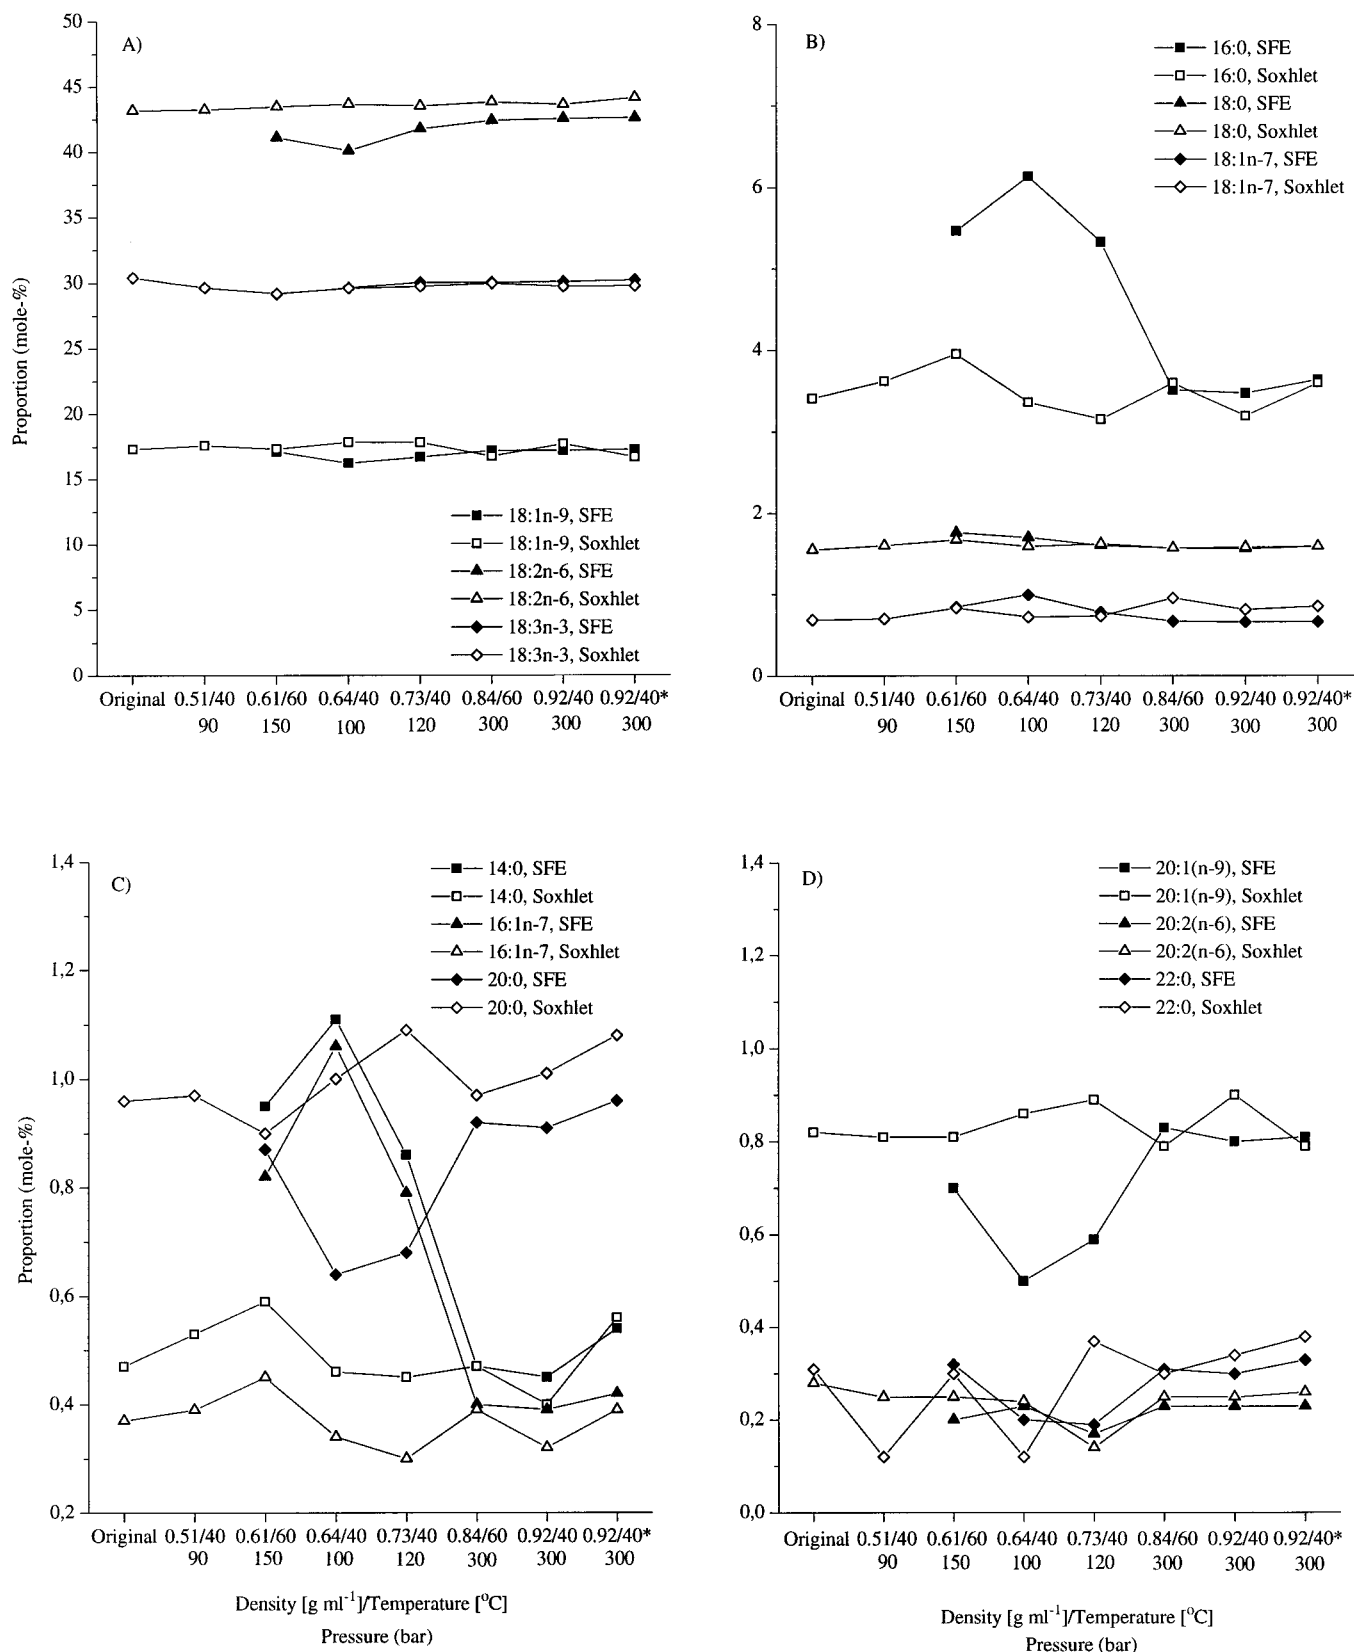 A)
50
45
40
35
30
25
20
15
10
5
0
Proportion (mole-%)
18:1n-9, SFE
18:1n-9, Soxhlet
18:2n-6, SFE
18:2n-6, Soxhlet
18:3n-3, SFE
18:3n-3, Soxhlet
Original 0.51/40 0.61/60 0.64/40 0.73/40 0.84/60 0.92/40 0.92/40*
90 150 100 120 300 300 300
B)
8
6
4
2
0
16:0, SFE
16:0, Soxhlet
18:0, SFE
18:0, Soxhlet
18:1n-7, SFE
18:1n-7, Soxhlet
Original 0.51/40 0.61/60 0.64/40 0.73/40 0.84/60 0.92/40 0.92/40*
90 150 100 120 300 300 300
C)
1,4
1,2
1,0
0,8
0,6
0,4
0,2
Proportion (mole-%)
14:0, SFE
14:0, Soxhlet
16:1n-7, SFE
16:1n-7, Soxhlet
20:0, SFE
20:0, Soxhlet
Original 0.51/40 0.61/60 0.64/40 0.73/40 0.84/60 0.92/40 0.92/40*
90 150 100 120 300 300 300
Density [g ml⁻¹]/Temperature [°C]
Pressure (bar)
D)
1,4
1,2
1,0
0,8
0,6
0,4
0,2
0,0
20:1(n-9), SFE
20:1(n-9), Soxhlet
20:2(n-6), SFE
20:2(n-6), Soxhlet
22:0, SFE
22:0, Soxhlet
Original 0.51/40 0.61/60 0.64/40 0.73/40 0.84/60 0.92/40 0.92/40*
90 150 100 120 300 300 300
Density [g ml⁻¹]/Temperature [°C]
Pressure (bar)